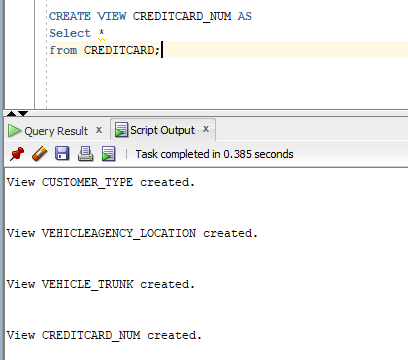 CREATE VIEW CREDITCARD_NUM AS
Select *
from CREDITCARD;
Query Result x Script Output x
Task completed in 0.385 seconds
View CUSTOMER_TYPE created.
View VEHICLEAGENCY_LOCATION created.
View VEHICLE_TRUNK created.
View CREDITCARD_NUM created.